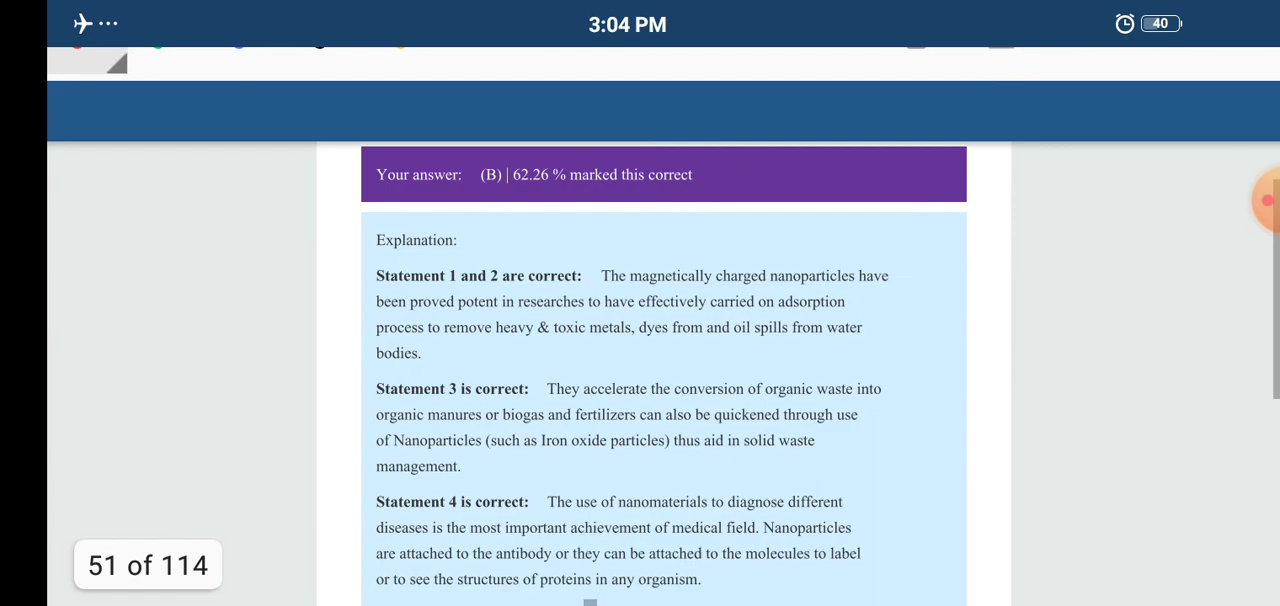 3:04 PM
40
Your answer: (B) | 62.26 % marked this correct
Explanation:
Statement 1 and 2 are correct: The magnetically charged nanoparticles have
been proved potent in researches to have effectively carried on adsorption
process to remove heavy & toxic metals, dyes from and oil spills from water
bodies.
Statement 3 is correct: They accelerate the conversion of organic waste into
organic manures or biogas and fertilizers can also be quickened through use
of Nanoparticles (such as Iron oxide particles) thus aid in solid waste
management.
Statement 4 is correct: The use of nanomaterials to diagnose different
diseases is the most important achievement of medical field. Nanoparticles
are attached to the antibody or they can be attached to the molecules to label
or to see the structures of proteins in any organism.
51 of 114